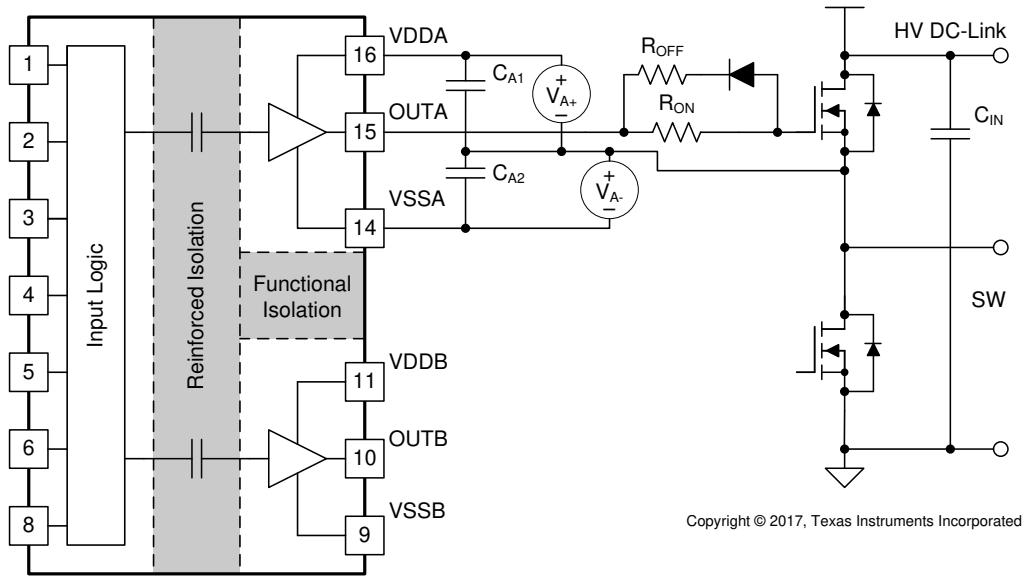 1
2
3
4
5
6
8
Input Logic
Reinforced Isolation
Functional
Isolation
VDDA
16
OUTA
15
VSSA
14
VDDB
11
OUTB
10
VSSB
9
CA1
CA2
+
VA+
–
+
VA-
–
ROFF
RON
HV DC-Link
CIN
SW
Copyright © 2017, Texas Instruments Incorporated